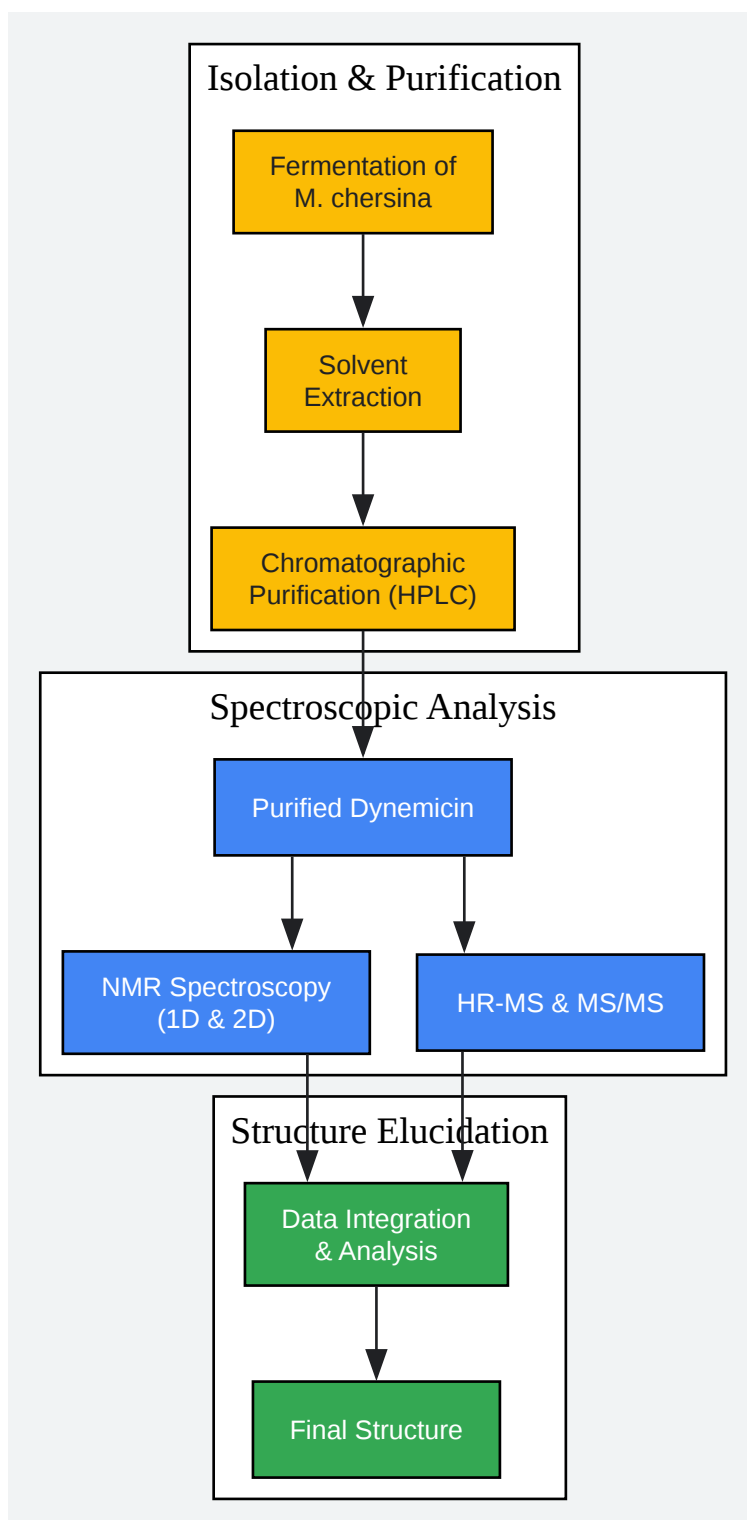 Isolation & Purification
Fermentation of
M. chersina
Solvent
Extraction
Chromatographic
Purification (HPLC)
Spectroscopic Analysis
Purified Dynemicin
NMR Spectroscopy
(1D & 2D)
HR-MS & MS/MS
Structure Elucidation
Data Integration
& Analysis
Final Structure